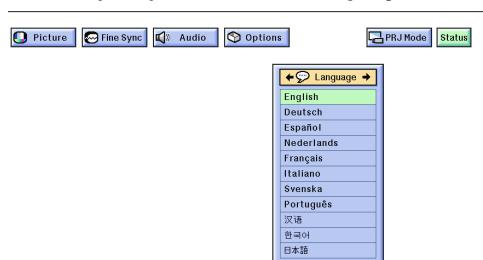 Picture Fine Sync Audio Options PRJ Mode Status
Language
English
Deutsch
Español
Nederlands
Français
Italiano
Svenska
Português
汉语
한국어
日本語